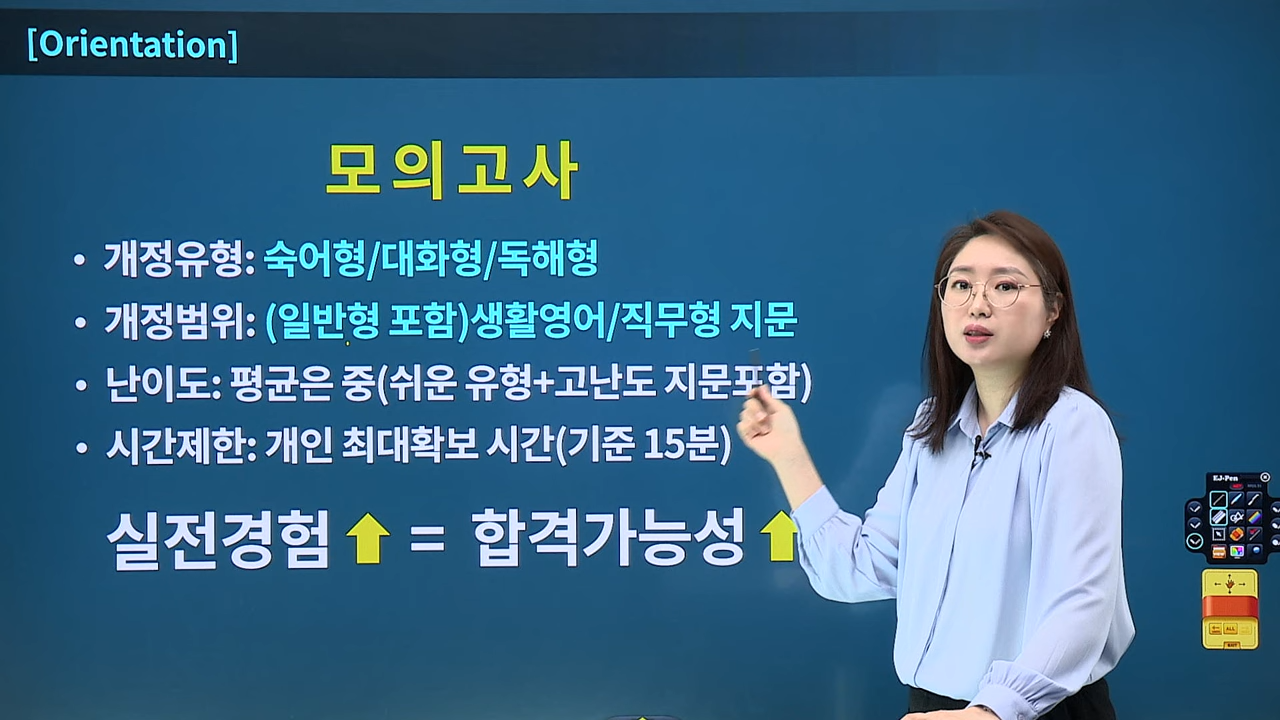 [Orientation]
모의고사
• 개정유형: 숙어형/대화형/독해형
• 개정범위: (일반형 포함)생활영어/직무형 지문
• 난이도: 평균은 중(쉬운 유형+고난도 지문포함)
• 시간제한: 개인 최대확보 시간(기준 15분)
실전경험 ↑ = 합격가능성 ↑
EJ-Pen
ALL